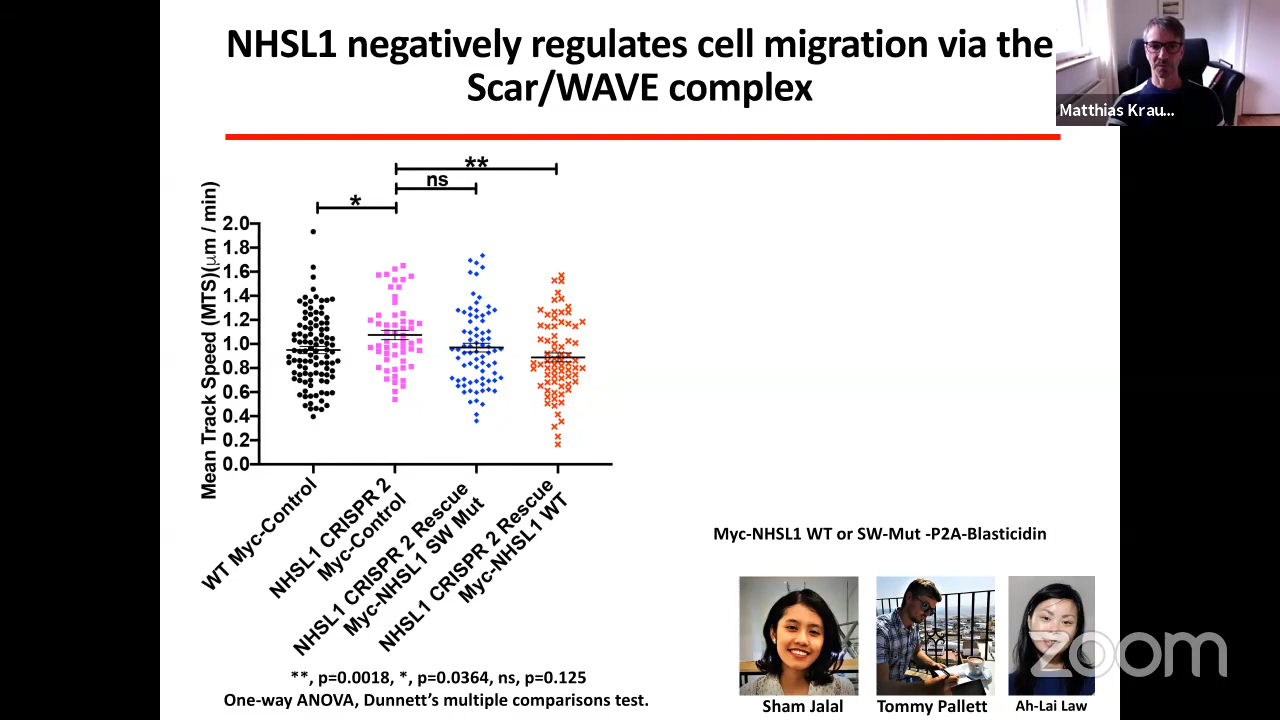 NHSL1 negatively regulates cell migration via the
Scar/WAVE complex
Matthias Krau...
**
ns
*
Mean Track Speed (MTS)(μm / min)
2.0
1.8
1.6
1.4
1.2
1.0
0.8
0.6
0.4
0.2
0.0
WT Myc-Control
NHSL1 CRISPR 2
Myc-Control
NHSL1 CRISPR 2 Rescue
Myc-NHSL1 SW Mut
NHSL1 CRISPR 2 Rescue
Myc-NHSL1 WT
**, p=0.0018, *, p=0.0364, ns, p=0.125
One-way ANOVA, Dunnett’s multiple comparisons test.
Myc-NHSL1 WT or SW-Mut -P2A-Blasticidin
Sham Jalal
Tommy Pallett
Ah-Lai Law
zoom